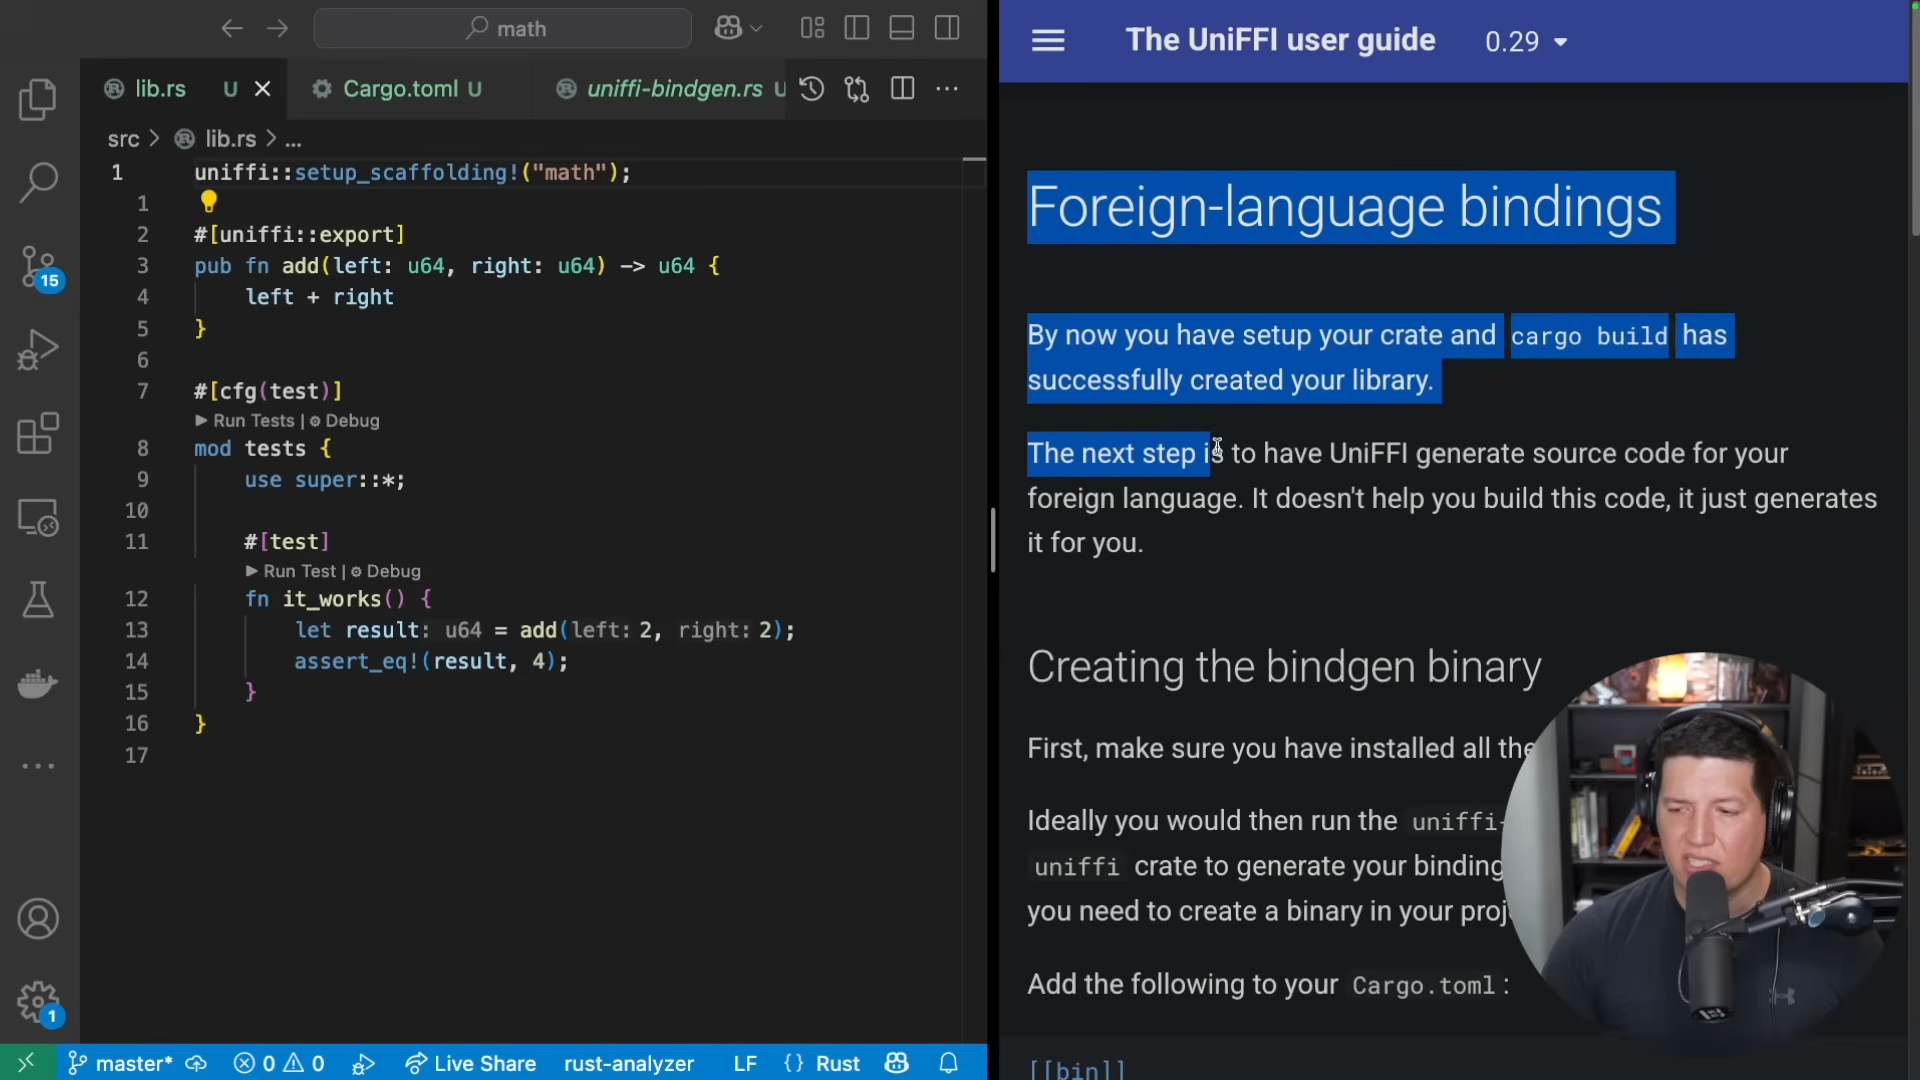 math
lib.rs U
Cargo.toml U
uniffi-bindgen.rs U
src > lib.rs > ...
1 uniffi::setup_scaffolding!("math");
1
2 #[uniffi::export]
3 pub fn add(left: u64, right: u64) -> u64 {
4 left + right
5 }
6
7 #[cfg(test)]
Run Tests | Debug
8 mod tests {
9 use super::*;
10
11 #[test]
Run Test | Debug
12 fn it_works() {
13 let result: u64 = add(left: 2, right: 2);
14 assert_eq!(result, 4);
15 }
16 }
17
15
1
master* 0 0 Live Share rust-analyzer LF {} Rust
The UniFFI user guide 0.29
Foreign-language bindings
By now you have setup your crate and cargo build has
successfully created your library.
The next step is to have UniFFI generate source code for your
foreign language. It doesn't help you build this code, it just generates
it for you.
Creating the bindgen binary
First, make sure you have installed all the
Ideally you would then run the uniffi-
uniffi crate to generate your binding
you need to create a binary in your proj
Add the following to your Cargo.toml:
[[bin]]